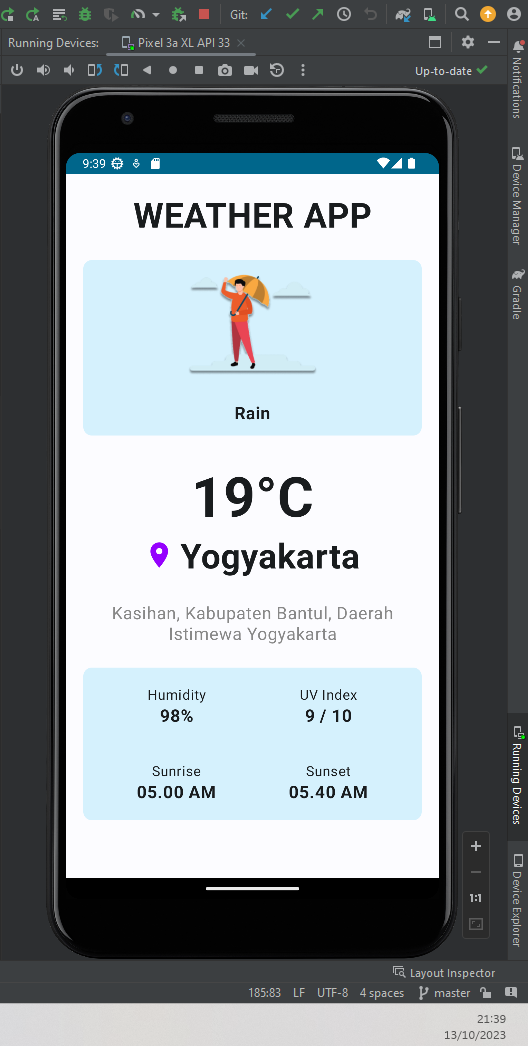 Git:
Running Devices:
Pixel 3a XL API 33
Up-to-date
Notifications
Device Manager
Gradle
9:39
WEATHER APP
Rain
19°C
Yogyakarta
Kasihan, Kabupaten Bantul, Daerah
Istimewa Yogyakarta
Humidity
UV Index
98%
9 / 10
Sunrise
Sunset
05.00 AM
05.40 AM
Running Devices
Device Explorer
1:1
Layout Inspector
185:83
LF
UTF-8
4 spaces
master
21:39
13/10/2023